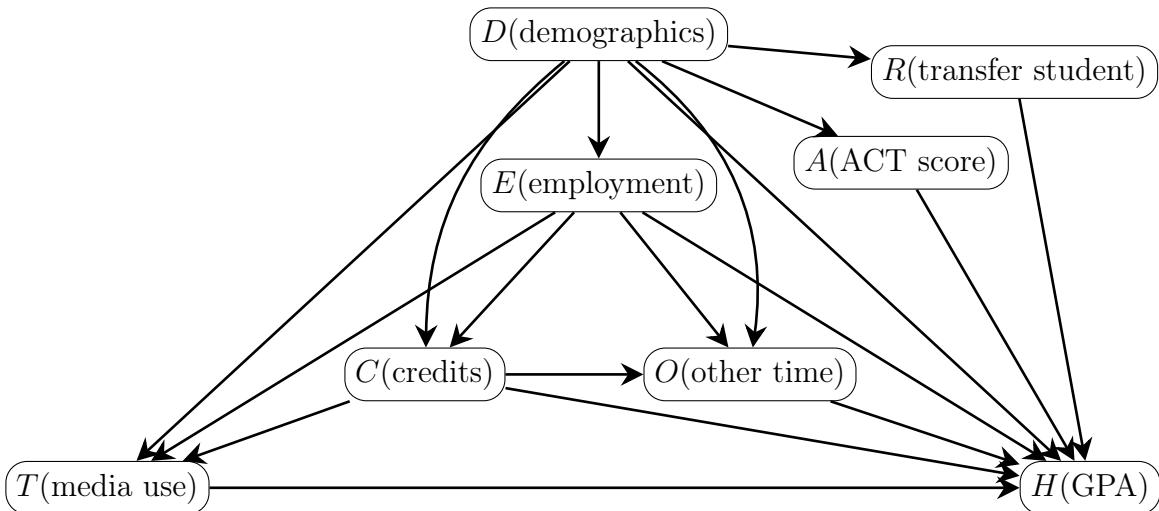 D(demographics)
R(transfer student)
A(ACT score)
E(employment)
C(credits)
O(other time)
T(media use)
H(GPA)